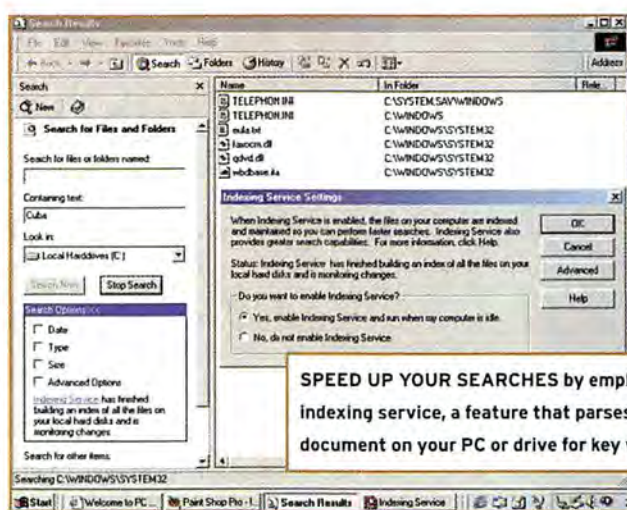 Search Results
File Edit View Favorites Tools Help
Back Search Folders History Address
Search
New
Search for Files and Folders
Search for files or folders named:
Containing text:
Cuba
Look in:
Local Harddrives (C:)
Search Now Stop Search
Search Options <<
Date
Type
Size
Advanced Options
Indexing Service has finished
building an index of all the files on
your local hard disks and is
monitoring changes.
Search for other items:
Name In Folder Rele...
TELEPHON.INI C:\SYSTEM.SAV\WINDOWS
TELEPHON.INI C:\WINDOWS
eula.txt C:\WINDOWS\SYSTEM32
C:\WINDOWS\SYSTEM32
qdvd.dll C:\WINDOWS\SYSTEM32
C:\WINDOWS\SYSTEM32
Indexing Service Settings
When Indexing Service is enabled, the files on your computer are indexed
and maintained so you can perform faster searches. Indexing Service also
provides greater search capabilities. For more information, click Help.
Status: Indexing Service has finished building an index of all the files on your
local hard disks and is monitoring changes.
Do you want to enable Indexing Service?
Yes, enable Indexing Service and run when my computer is idle.
No, do not enable Indexing Service.
OK
Cancel
Advanced
Help
SPEED UP YOUR SEARCHES by empl
indexing service, a feature that parses
document on your PC or drive for key
Searching C:\WINDOWS\SYSTEM32
Start Welcome to PC ... Paint Shop Pro - I... Search Results Indexing Service